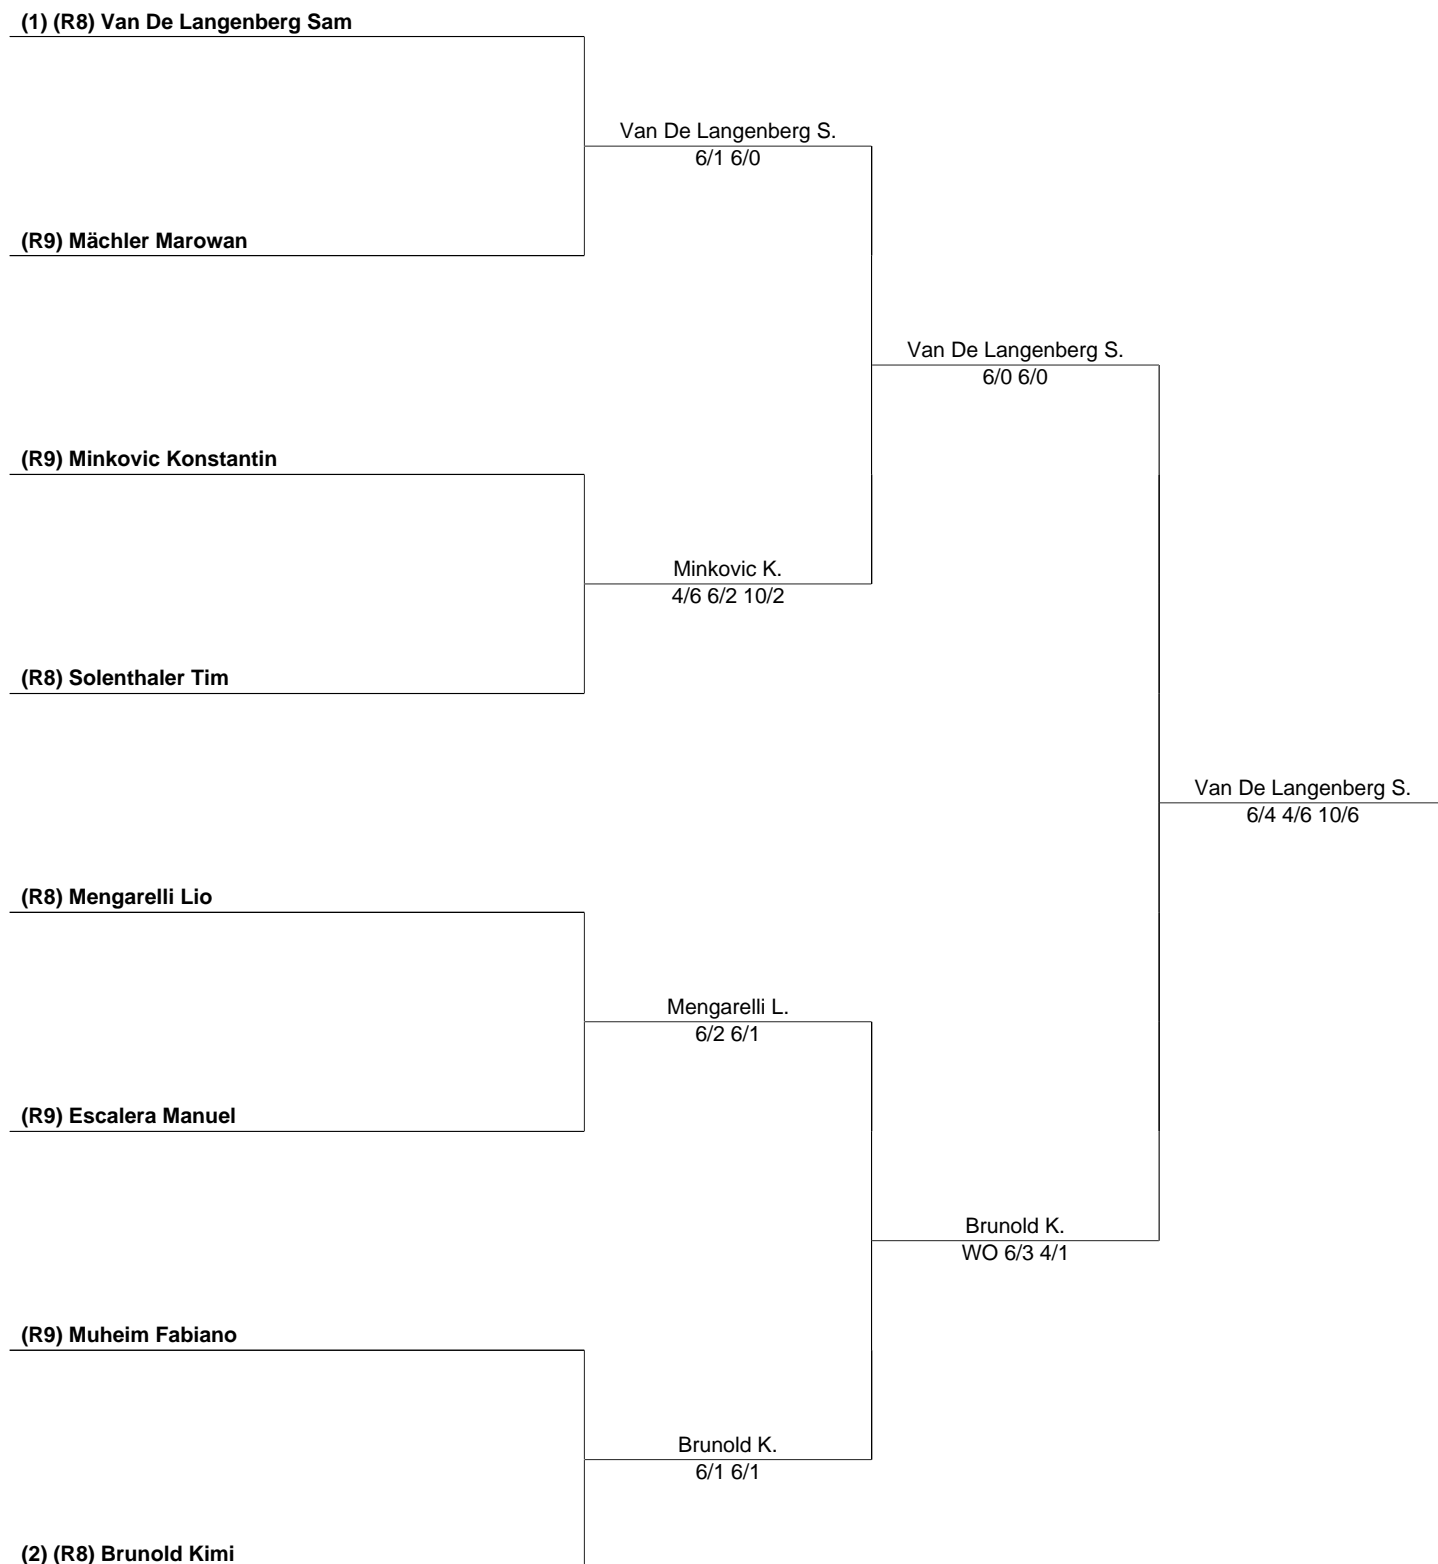 (1) (R8) Van De Langenberg Sam
Van De Langenberg S.
6/1 6/0
(R9) Mächler Marowan
Van De Langenberg S.
6/0 6/0
(R9) Minkovic Konstantin
Minkovic K.
4/6 6/2 10/2
(R8) Solenthaler Tim
Van De Langenberg S.
6/4 4/6 10/6
(R8) Mengarelli Lio
Mengarelli L.
6/2 6/1
(R9) Escalera Manuel
Brunold K.
WO 6/3 4/1
(R9) Muheim Fabiano
Brunold K.
6/1 6/1
(2) (R8) Brunold Kimi